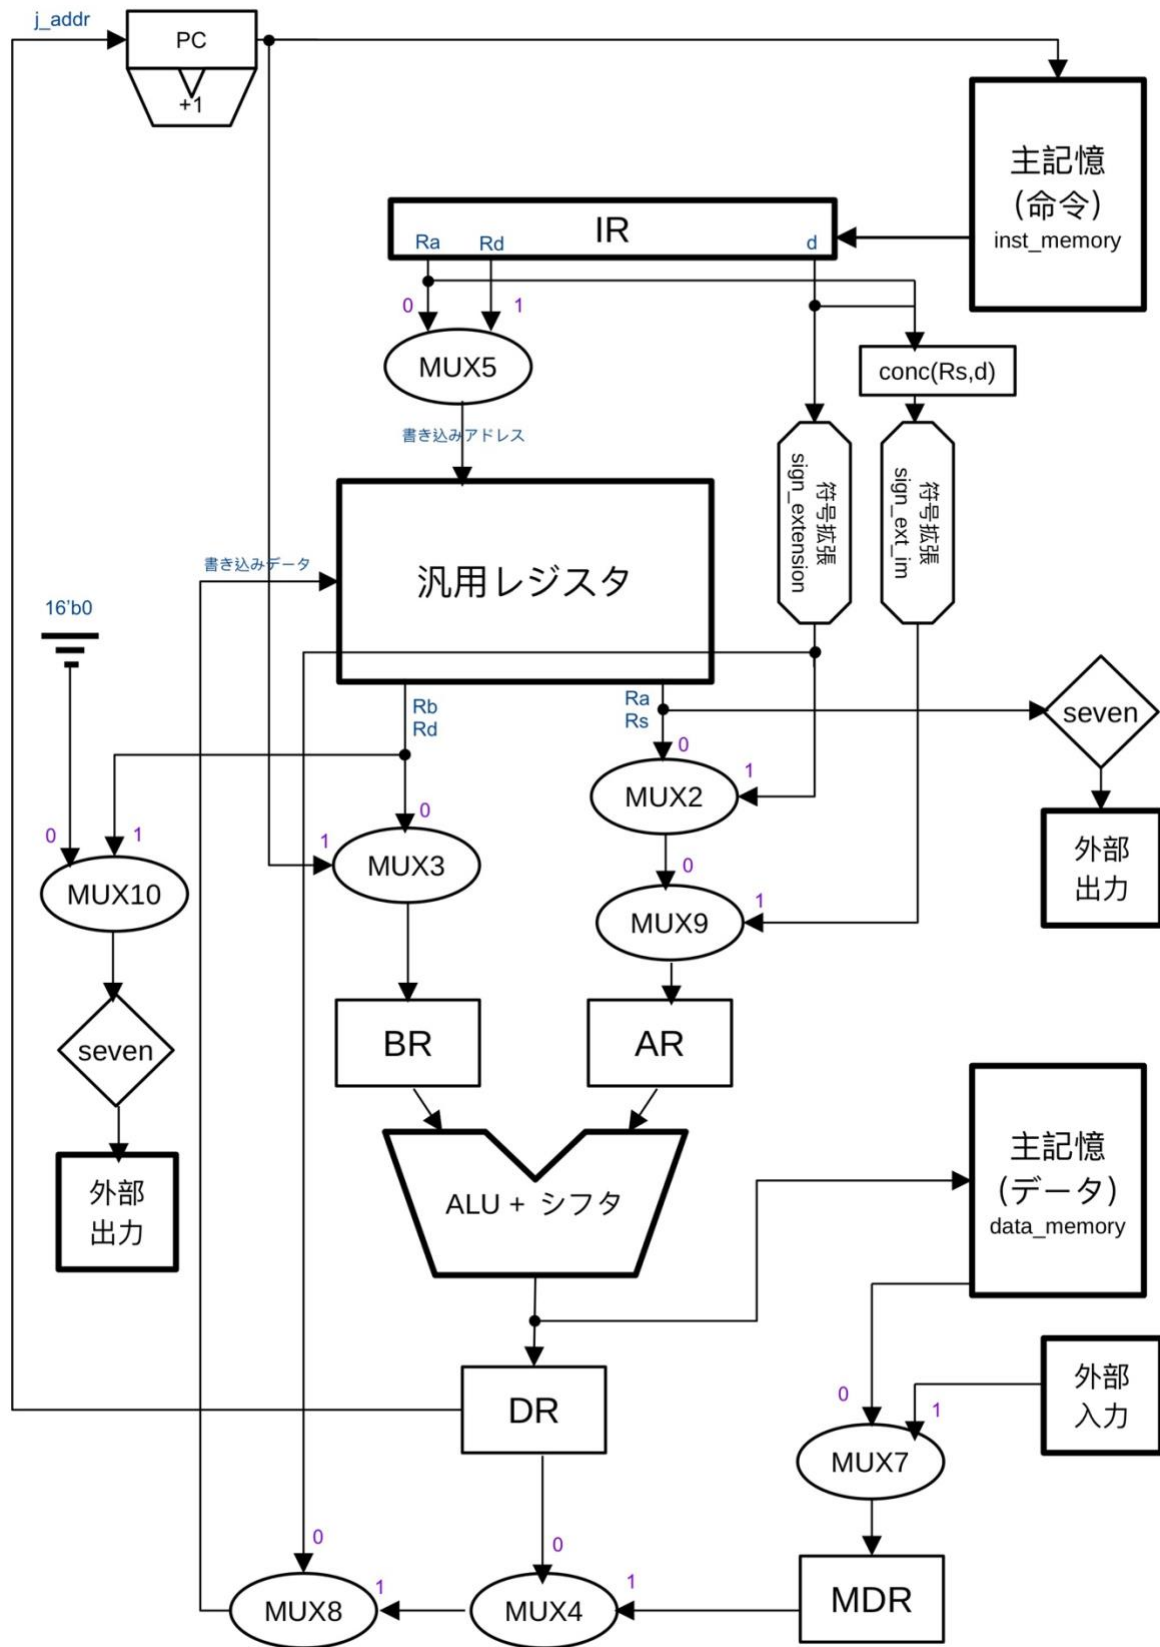 j_addr
PC
+1
主記憶
(命令)
inst_memory
IR
Ra
Rd
d
0
1
MUX5
conc(Rs,d)
書き込みアドレス
符号拡張
sign_extension
符号拡張
sign_ext_im
書き込みデータ
汎用レジスタ
16'b0
Rb
Rd
Ra
Rs
seven
0
1
MUX2
0
1
MUX3
0
1
MUX10
0
1
MUX9
外部
出力
BR
AR
seven
主記憶
(データ)
data_memory
ALU + シフタ
外部
出力
DR
0
1
外部
入力
MUX7
0
0
1
1
MUX8
MUX4
MDR